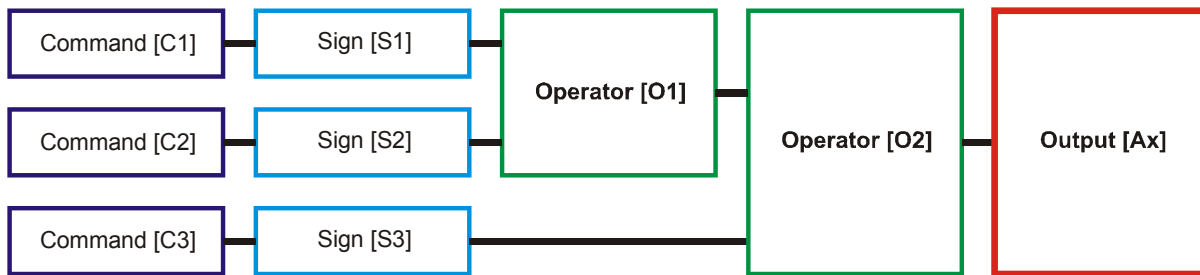 Command [C1]
Sign [S1]
Operator [O1]
Command [C2]
Sign [S2]
Operator [O2]
Output [Ax]
Command [C3]
Sign [S3]